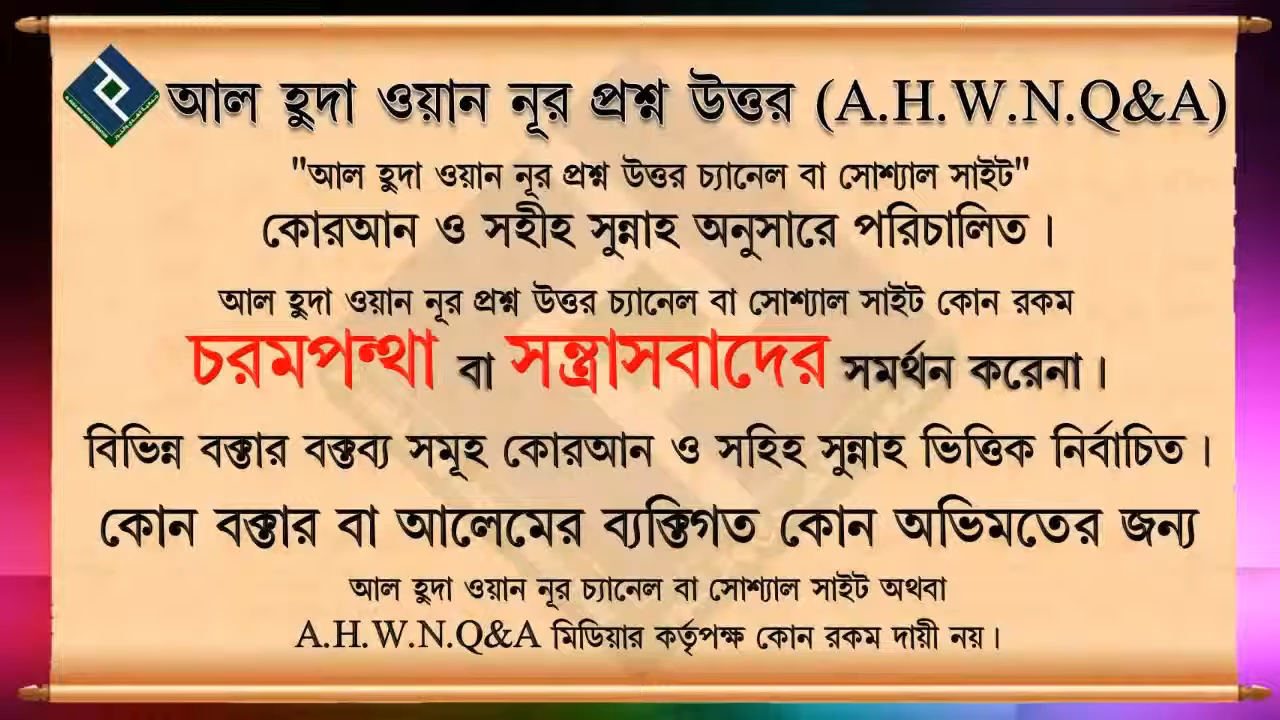 আল হুদা ওয়ান নূর প্রশ্ন উত্তর (A.H.W.N.Q&A)
"আল হুদা ওয়ান নূর প্রশ্ন উত্তর চ্যানেল বা সোশ্যাল সাইট"
কোরআন ও সহীহ সুন্নাহ অনুসারে পরিচালিত।
আল হুদা ওয়ান নূর প্রশ্ন উত্তর চ্যানেল বা সোশ্যাল সাইট কোন রকম
চরমপন্থা বা সন্ত্রাসবাদের সমর্থন করেনা।
বিভিন্ন বক্তার বক্তব্য সমূহ কোরআন ও সহিহ সুন্নাহ ভিত্তিক নির্বাচিত।
কোন বক্তার বা আলেমের ব্যক্তিগত কোন অভিমতের জন্য
আল হুদা ওয়ান নূর চ্যানেল বা সোশ্যাল সাইট অথবা
A.H.W.N.Q&A মিডিয়ার কর্তৃপক্ষ কোন রকম দায়ী নয়।